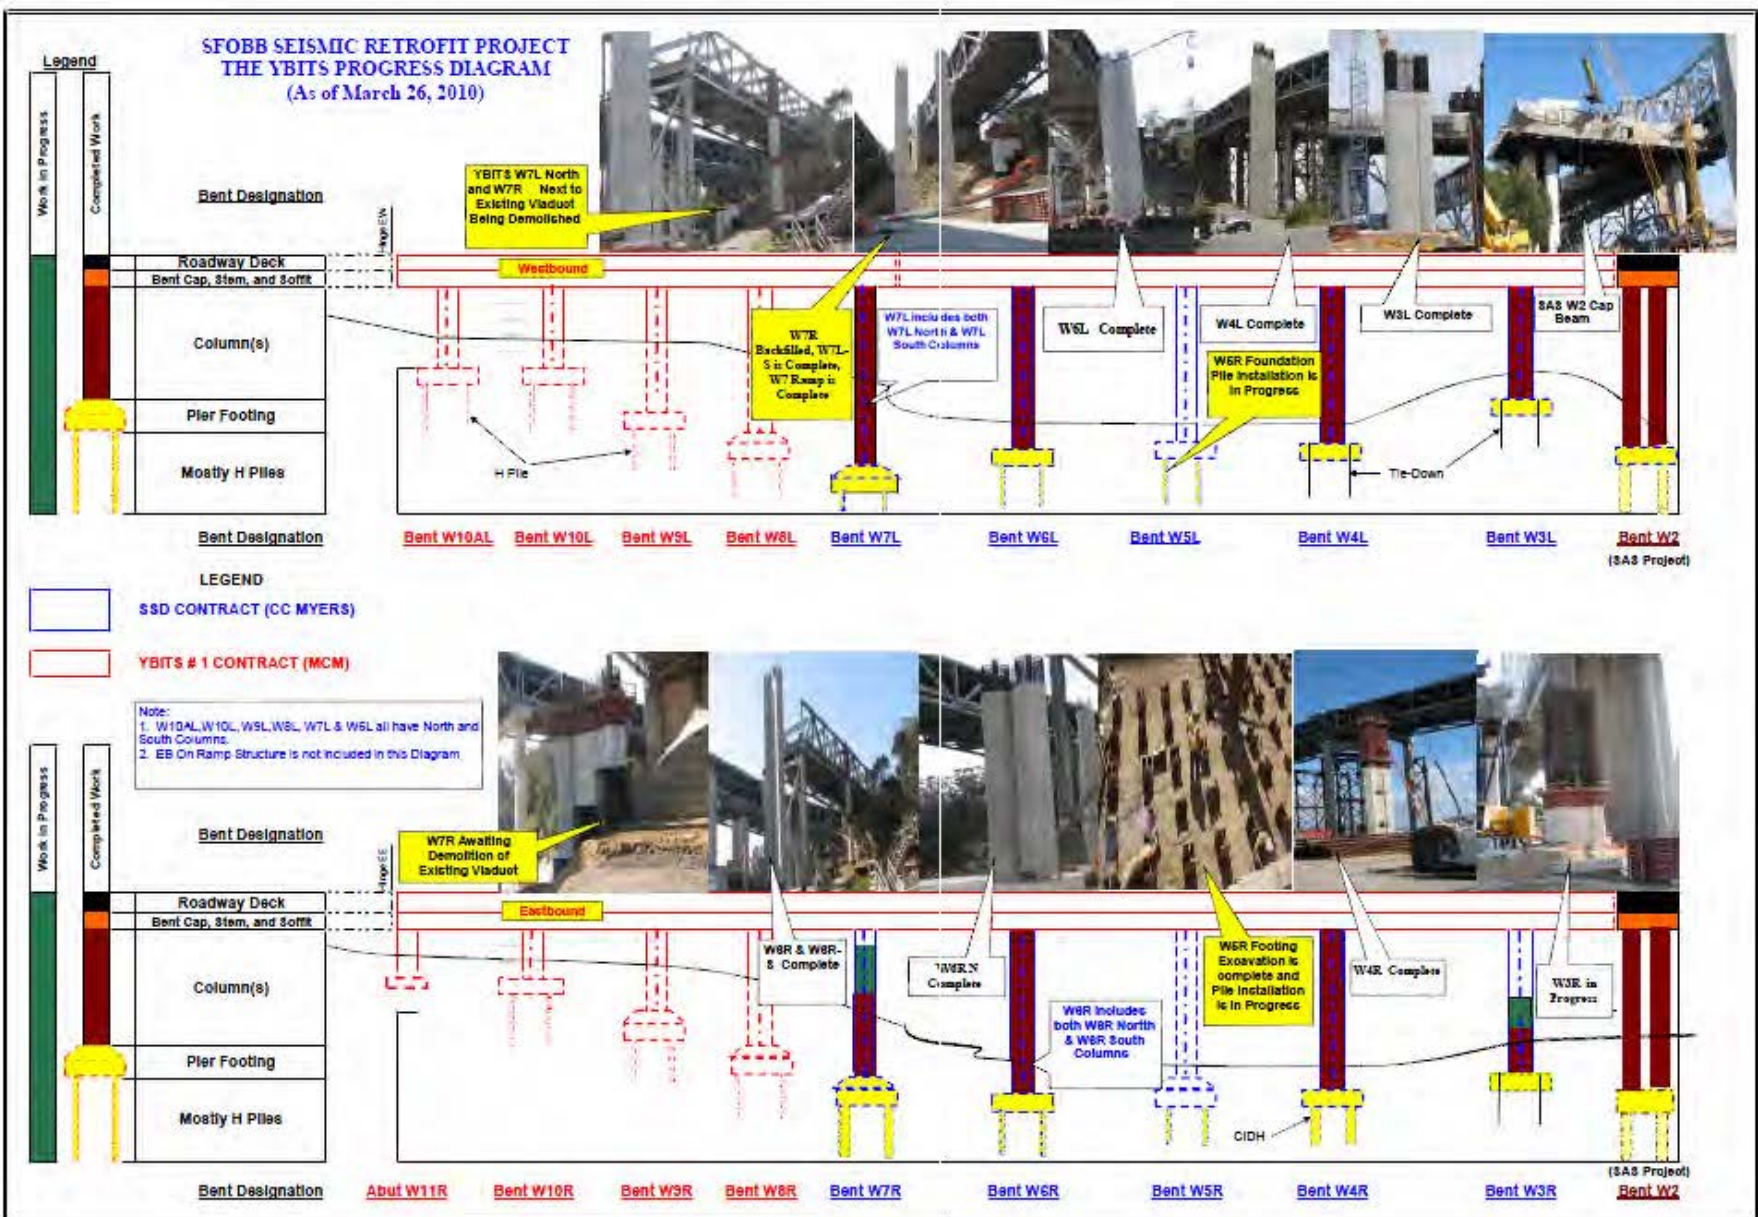 Legend
SFOBB SEISMIC RETROFIT PROJECT
THE YBITS PROGRESS DIAGRAM
(As of March 26, 2010)
Work in Progress
Completed Work
Bent Designation
YBITS W7L North
and W7R Next to
Existing Viaduct
Being Demolished
Hinge EW
Roadway Deck
Bent Cap, Stem, and Soffit
Column(s)
Pier Footing
Mostly H Piles
Westbound
W7R
Backfilled, W7L-
S is Complete,
W7 Ramp is
Complete
W7L includes both
W7L North & W7L
South Columns
W6L Complete
W4L Complete
W3L Complete
SAS W2 Cap
Beam
Foundation
Pile Installation is
in Progress
H Pile
Tie-Down
Bent Designation
Bent W10AL
Bent W10L
Bent W9L
Bent W8L
Bent W7L
Bent W6L
Bent W5L
Bent W4L
Bent W3L
Bent W2
(SAS Project)
LEGEND
SSD CONTRACT (CC MYERS)
YBITS # 1 CONTRACT (MCM)
Note:
1. W10AL,W10L, W9L,W8L, W7L & all have North and
South Columns.
2. EB On Ramp Structure is not included in this Diagram
Work in Progress
Completed Work
Bent Designation
W7R Awaiting
Demolition of
Existing Viaduct
Hinge EE
Roadway Deck
Bent Cap, Stem, and Soffit
Column(s)
Pier Footing
Mostly H Piles
Eastbound
W6R & W6R-
S Complete
Complete
W6R includes
both W6R North
& W6R South
Columns
W5R Footing
Excavation is
complete and
Pile Installation
is in Progress
W4R Complete
W3R in
Progress
CIDH
(SAS Project)
Bent Designation
Abut W11R
Bent W10R
Bent W9R
Bent W8R
Bent W7R
Bent W6R
Bent W5R
Bent W4R
Bent W3R
Bent W2